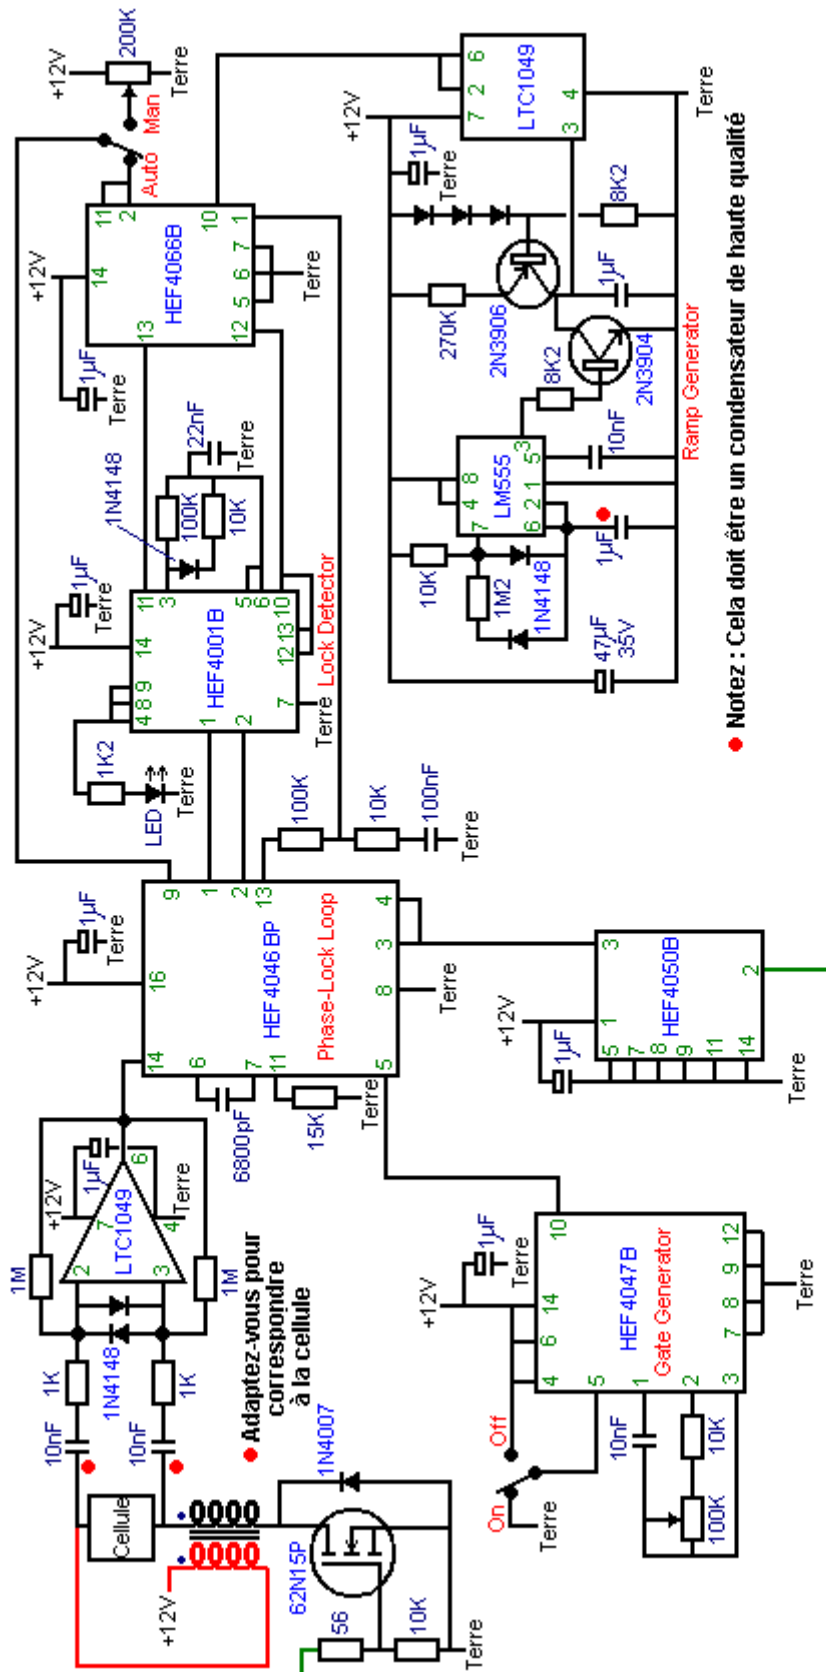 +12V
200K
Terre
Auto
Man
+12V
1µF
Terre
14
11
2
HEF4066B
13
12
5
6
7
10
1
Terre
+12V
7
2
6
LTC1049
3
4
Terre
1µF
Terre
8K2
270K
2N3906
1µF
8K2
2N3904
Ramp Generator
10nF
LM555
8
4
7
3
5
1
2
6
10K
1M2
1N4148
1µF
47µF
35V
● Notez : Cela doit être un condensateur de haute qualité
1N4148
100K
10K
22nF
Terre
+12V
1µF
Terre
14
11
3
5
6
10
HEF4001B
4
8
9
1
2
7
12
13
Terre
Lock Detector
1K2
LED
Terre
100K
10K
100nF
Terre
+12V
1µF
Terre
16
9
1
2
13
HEF4046BP
Phase-Lock Loop
14
6
7
11
5
8
3
4
Terre
6800pF
15K
Terre
+12V
1µF
1
3
HEF4050B
5
7
8
9
11
14
2
Terre
+12V
1µF
Terre
1M
7
2
6
LTC1049
3
4
1M
1K
1K
1N4148
10nF
10nF
● Adaptez-vous pour
correspondre
à la cellule
Cellule
+12V
1N4007
62N15P
56
10K
Terre
+12V
1µF
Terre
14
10
6
4
5
HEF4047B
Gate Generator
1
2
3
7
8
9
12
Terre
Off
On
Terre
10nF
10K
100K